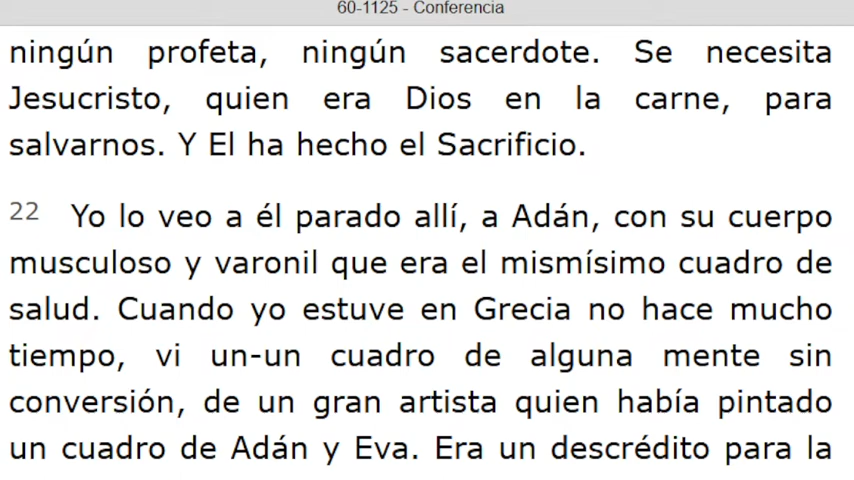 60-1125 - Conferencia
ningún profeta, ningún sacerdote. Se necesita
Jesucristo, quien era Dios en la carne, para
salvarnos. Y El ha hecho el Sacrificio.
22 Yo lo veo a él parado allí, a Adán, con su cuerpo
musculoso y varonil que era el mismísimo cuadro de
salud. Cuando yo estuve en Grecia no hace mucho
tiempo, vi un-un cuadro de alguna mente sin
conversión, de un gran artista quien había pintado
un cuadro de Adán y Eva. Era un descrédito para la